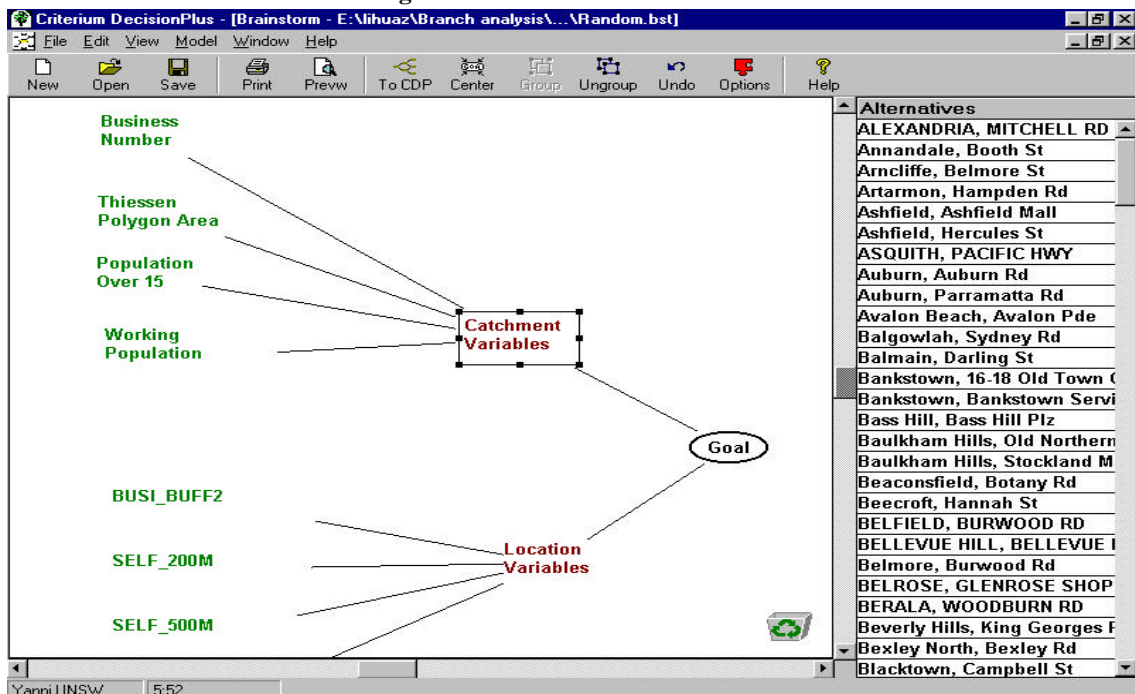 Criterium DecisionPlus - [Brainstorm - E:\lihuaz\Branch analysis\...\Random.bst]
File Edit View Model Window Help
New Open Save Print Prevw To CDP Center Group Ungroup Undo Options Help
Business
Number
Thiessen
Polygon Area
Population
Over 15
Working
Population
Catchment
Variables
Goal
BUSI_BUFF2
SELF_200M
SELF_500M
Location
Variables
Alternatives
ALEXANDRIA, MITCHELL RD
Annandale, Booth St
Arncliffe, Belmore St
Artarmon, Hampden Rd
Ashfield, Ashfield Mall
Ashfield, Hercules St
ASQUITH, PACIFIC HWY
Auburn, Auburn Rd
Auburn, Parramatta Rd
Avalon Beach, Avalon Pde
Balgowlah, Sydney Rd
Balmain, Darling St
Bankstown, 16-18 Old Town
Bankstown, Bankstown Servi
Bass Hill, Bass Hill Plz
Baulkham Hills, Old Northern
Baulkham Hills, Stockland M
Beaconsfield, Botany Rd
Beecroft, Hannah St
BELFIELD, BURWOOD RD
BELLEVUE HILL, BELLEVUE
Belmore, Burwood Rd
BELROSE, GLENROSE SHOP
BERALA, WOODBURN RD
Beverly Hills, King Georges
Bexley North, Bexley Rd
Blacktown, Campbell St
Yanni UNSW 5:52